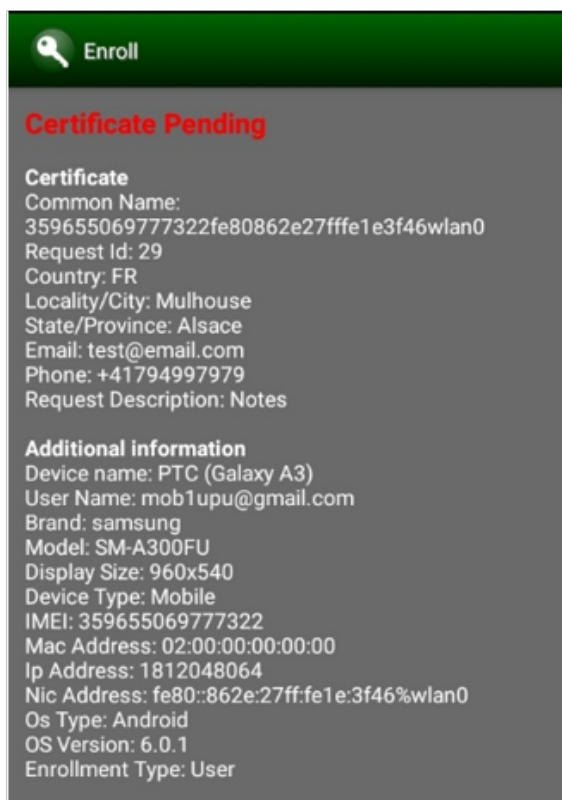 Enroll
Certificate Pending
Certificate
Common Name:
359655069777322fe80862e27fffe1e3f46wlan0
Request Id: 29
Country: FR
Locality/City: Mulhouse
State/Province: Alsace
Email: test@email.com
Phone: +41794997979
Request Description: Notes
Additional information
Device name: PTC (Galaxy A3)
User Name: mob1upu@gmail.com
Brand: samsung
Model: SM-A300FU
Display Size: 960x540
Device Type: Mobile
IMEI: 359655069777322
Mac Address: 02:00:00:00:00:00
Ip Address: 1812048064
Nic Address: fe80::862e:27ff:fe1e:3f46%wlan0
Os Type: Android
OS Version: 6.0.1
Enrollment Type: User